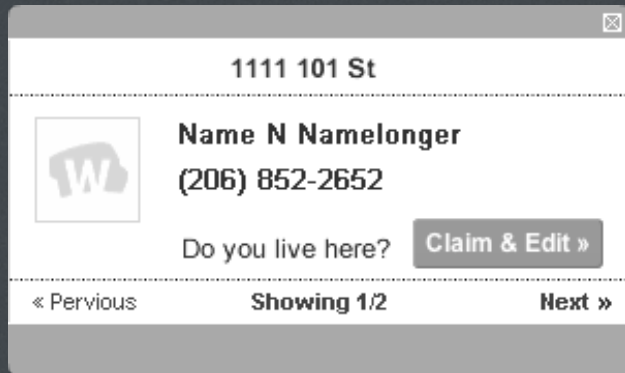 1111 101 St
Name N Namelonger
(206) 852-2652
W
Do you live here? Claim & Edit »
« Pervious Showing 1/2 Next »